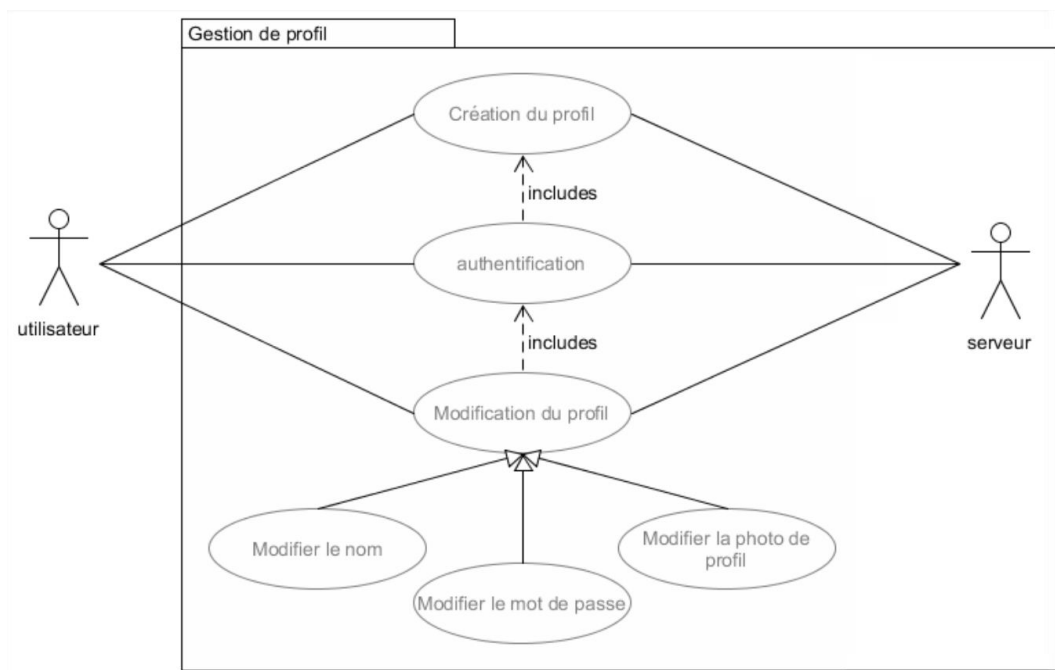 Gestion de profil
Création du profil
includes
authentification
utilisateur
serveur
includes
Modification du profil
Modifier le nom
Modifier la photo de
profil
Modifier le mot de passe